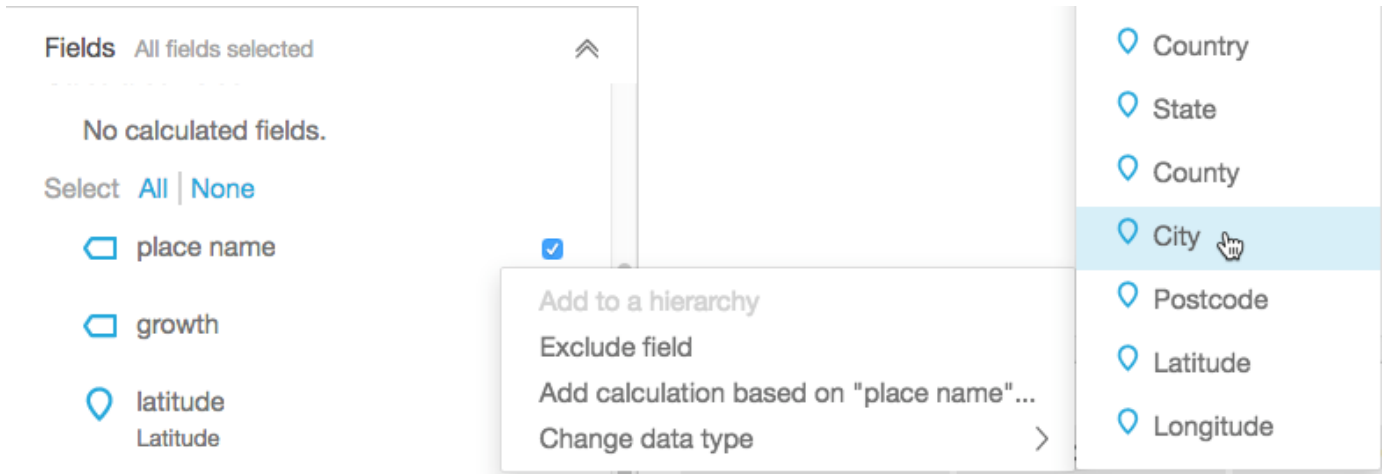 Fields All fields selected
No calculated fields.
Select All None
place name
growth
latitude
Latitude
Add to a hierarchy
Exclude field
Add calculation based on "place name"...
Change data type
Country
State
County
City
Postcode
Latitude
Longitude